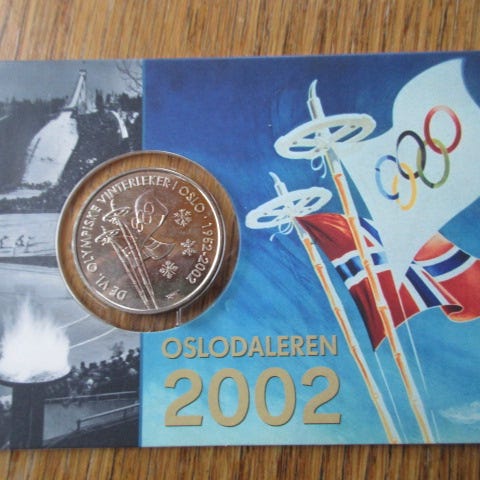 DE VI. OLYMPISKE VINTERLEKER I OSLO · 1952-2002
OSLODALEREN
2002